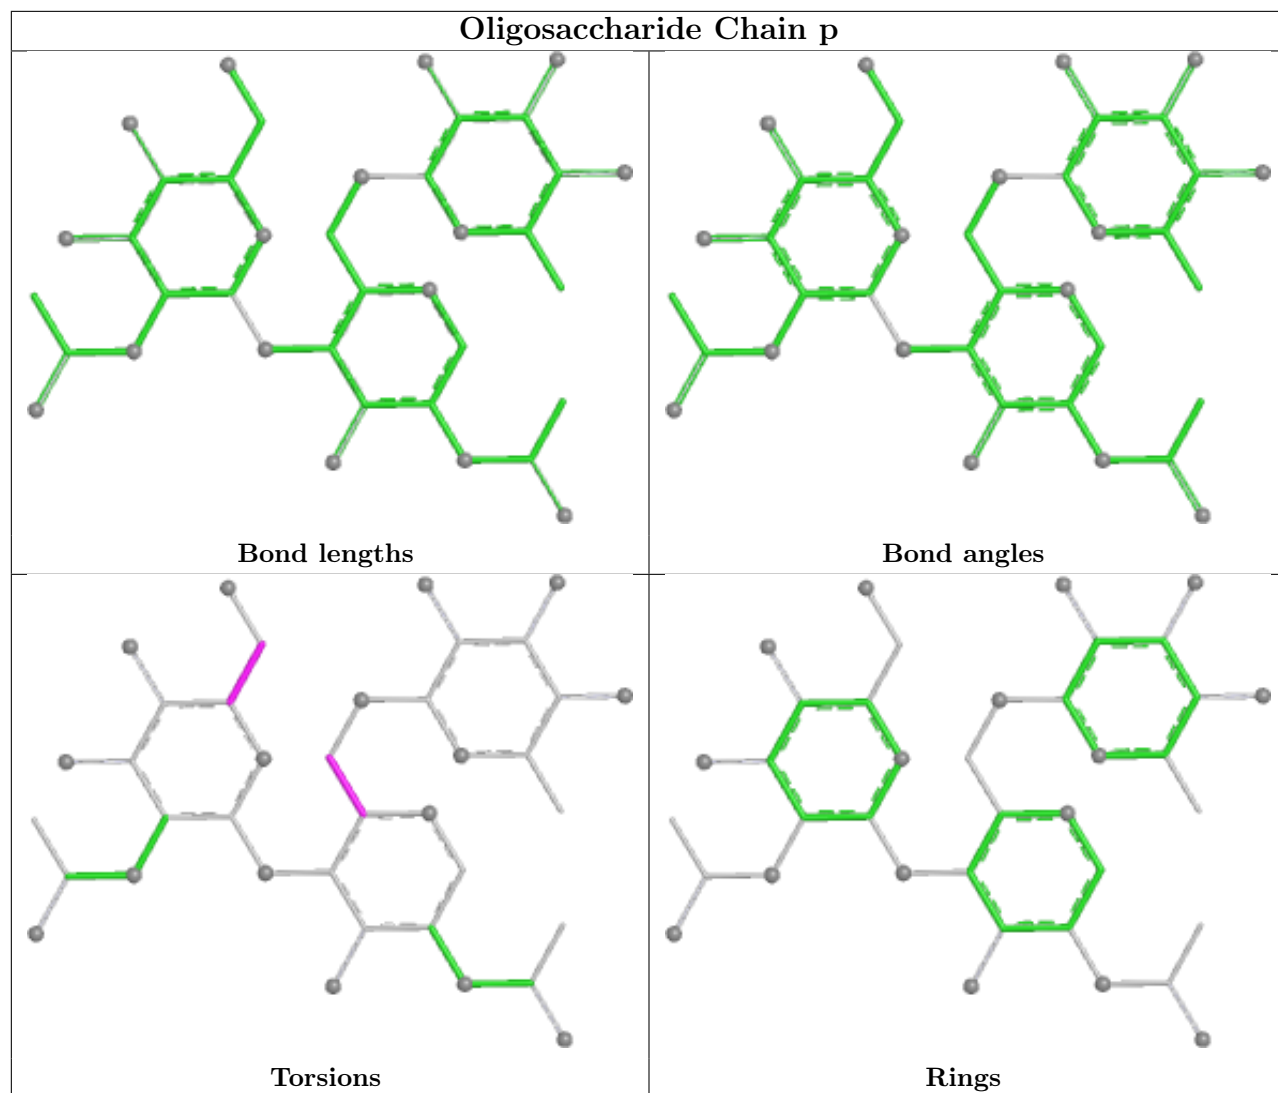 Oligosaccharide Chain p
Bond lengths
Bond angles
Torsions
Rings